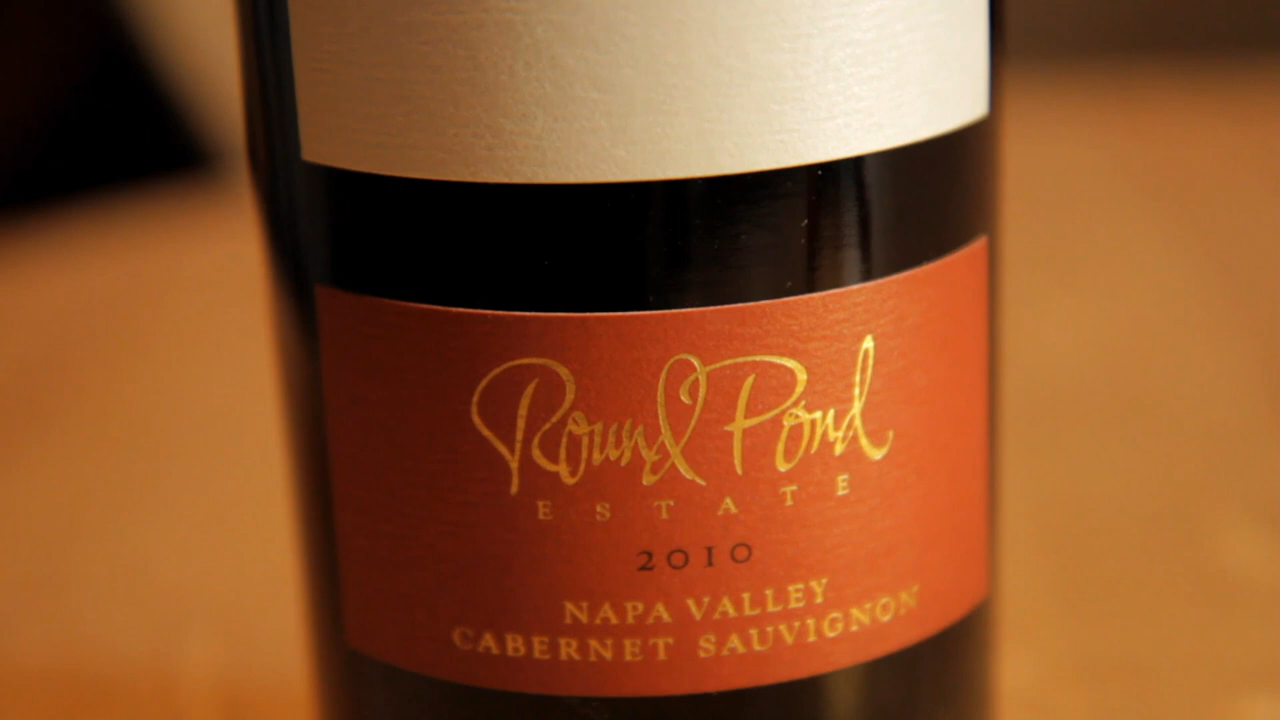 Round Pond
ESTATE
2010
NAPA VALLEY
CABERNET SAUVIGNON